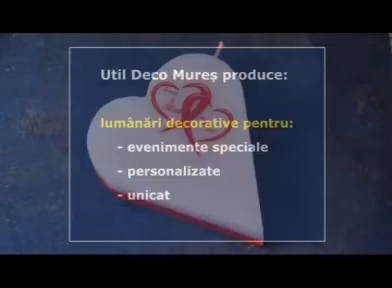 Util Deco Mureș produce:
lumânări decorative pentru:
- evenimente speciale
- personalizate
- unicat